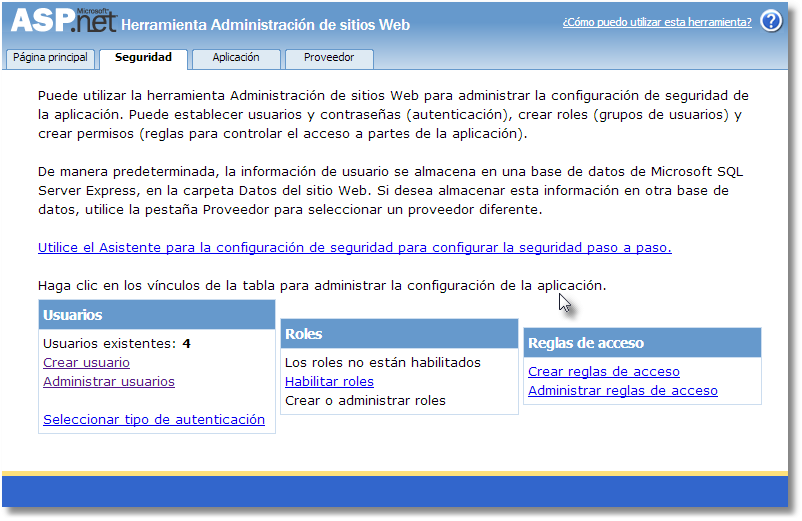 ASP.net Microsoft Herramienta Administración de sitios Web
¿Cómo puedo utilizar esta herramienta? ?
Página principal Seguridad Aplicación Proveedor
Puede utilizar la herramienta Administración de sitios Web para administrar la configuración de seguridad de
la aplicación. Puede establecer usuarios y contraseñas (autenticación), crear roles (grupos de usuarios) y
crear permisos (reglas para controlar el acceso a partes de la aplicación).
De manera predeterminada, la información de usuario se almacena en una base de datos de Microsoft SQL
Server Express, en la carpeta Datos del sitio Web. Si desea almacenar esta información en otra base de
datos, utilice la pestaña Proveedor para seleccionar un proveedor diferente.
Utilice el Asistente para la configuración de seguridad para configurar la seguridad paso a paso.
Haga clic en los vínculos de la tabla para administrar la configuración de la aplicación.
Usuarios
Usuarios existentes: 4
Crear usuario
Administrar usuarios
Seleccionar tipo de autenticación
Roles
Los roles no están habilitados
Habilitar roles
Crear o administrar roles
Reglas de acceso
Crear reglas de acceso
Administrar reglas de acceso